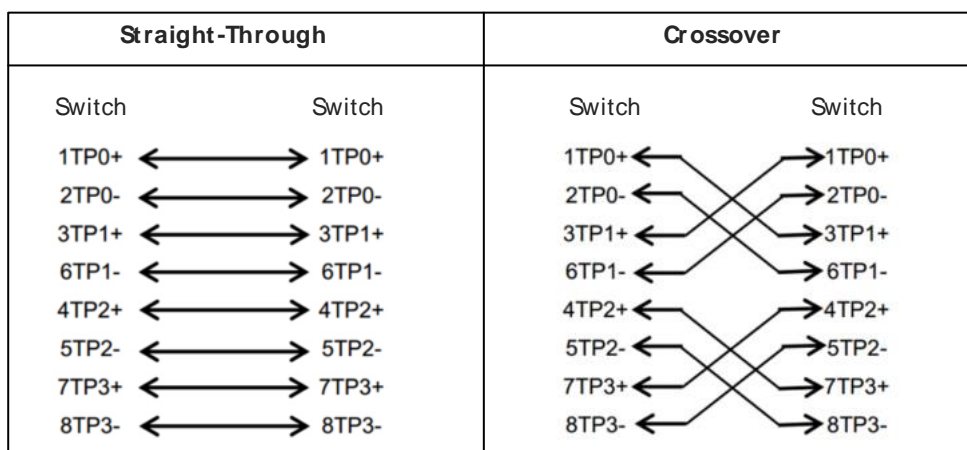 Straight-Through Crossover
Switch Switch Switch Switch
1TP0+ 1TP0+ 1TP0+ 1TP0+
2TP0- 2TP0- 2TP0- 2TP0-
3TP1+ 3TP1+ 3TP1+ 3TP1+
6TP1- 6TP1- 6TP1- 6TP1-
4TP2+ 4TP2+ 4TP2+ 4TP2+
5TP2- 5TP2- 5TP2- 5TP2-
7TP3+ 7TP3+ 7TP3+ 7TP3+
8TP3- 8TP3- 8TP3- 8TP3-